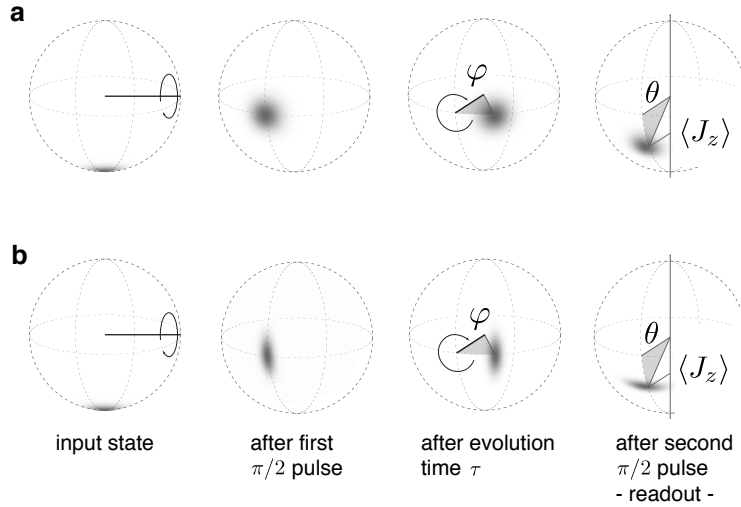 a
φ
θ
⟨J_z⟩
b
φ
θ
⟨J_z⟩
input state
after first
π/2 pulse
after evolution
time τ
after second
π/2 pulse
- readout -